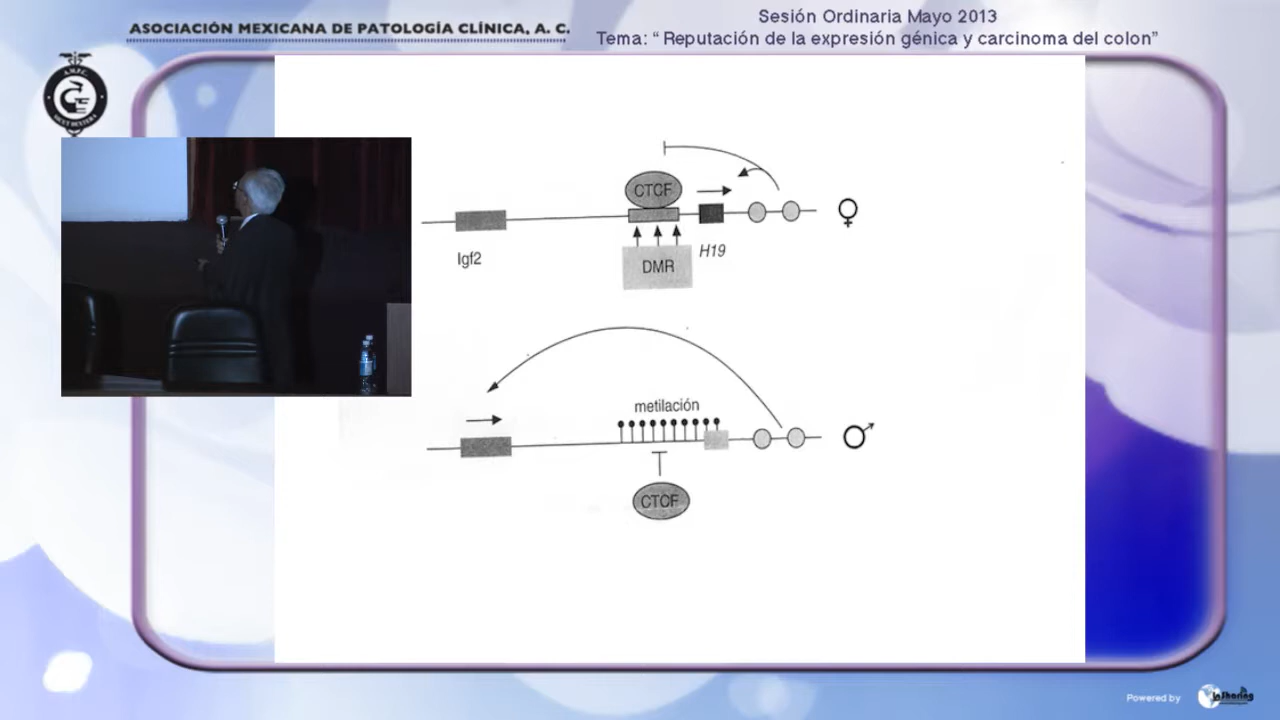 ASOCIACIÓN MEXICANA DE PATOLOGÍA CLÍNICA, A. C.
Sesión Ordinaria Mayo 2013
Tema: “ Reputación de la expresión génica y carcinoma del colon”
A.M.P.C.
CTCF
Igf2
DMR
H19
metilación
CTCF
Powered by
InSharing